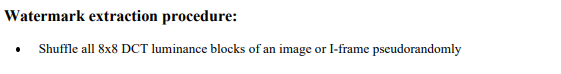 Watermark extraction procedure:
• Shuffle all 8x8 DCT luminance blocks of an image or I-frame pseudorandomly